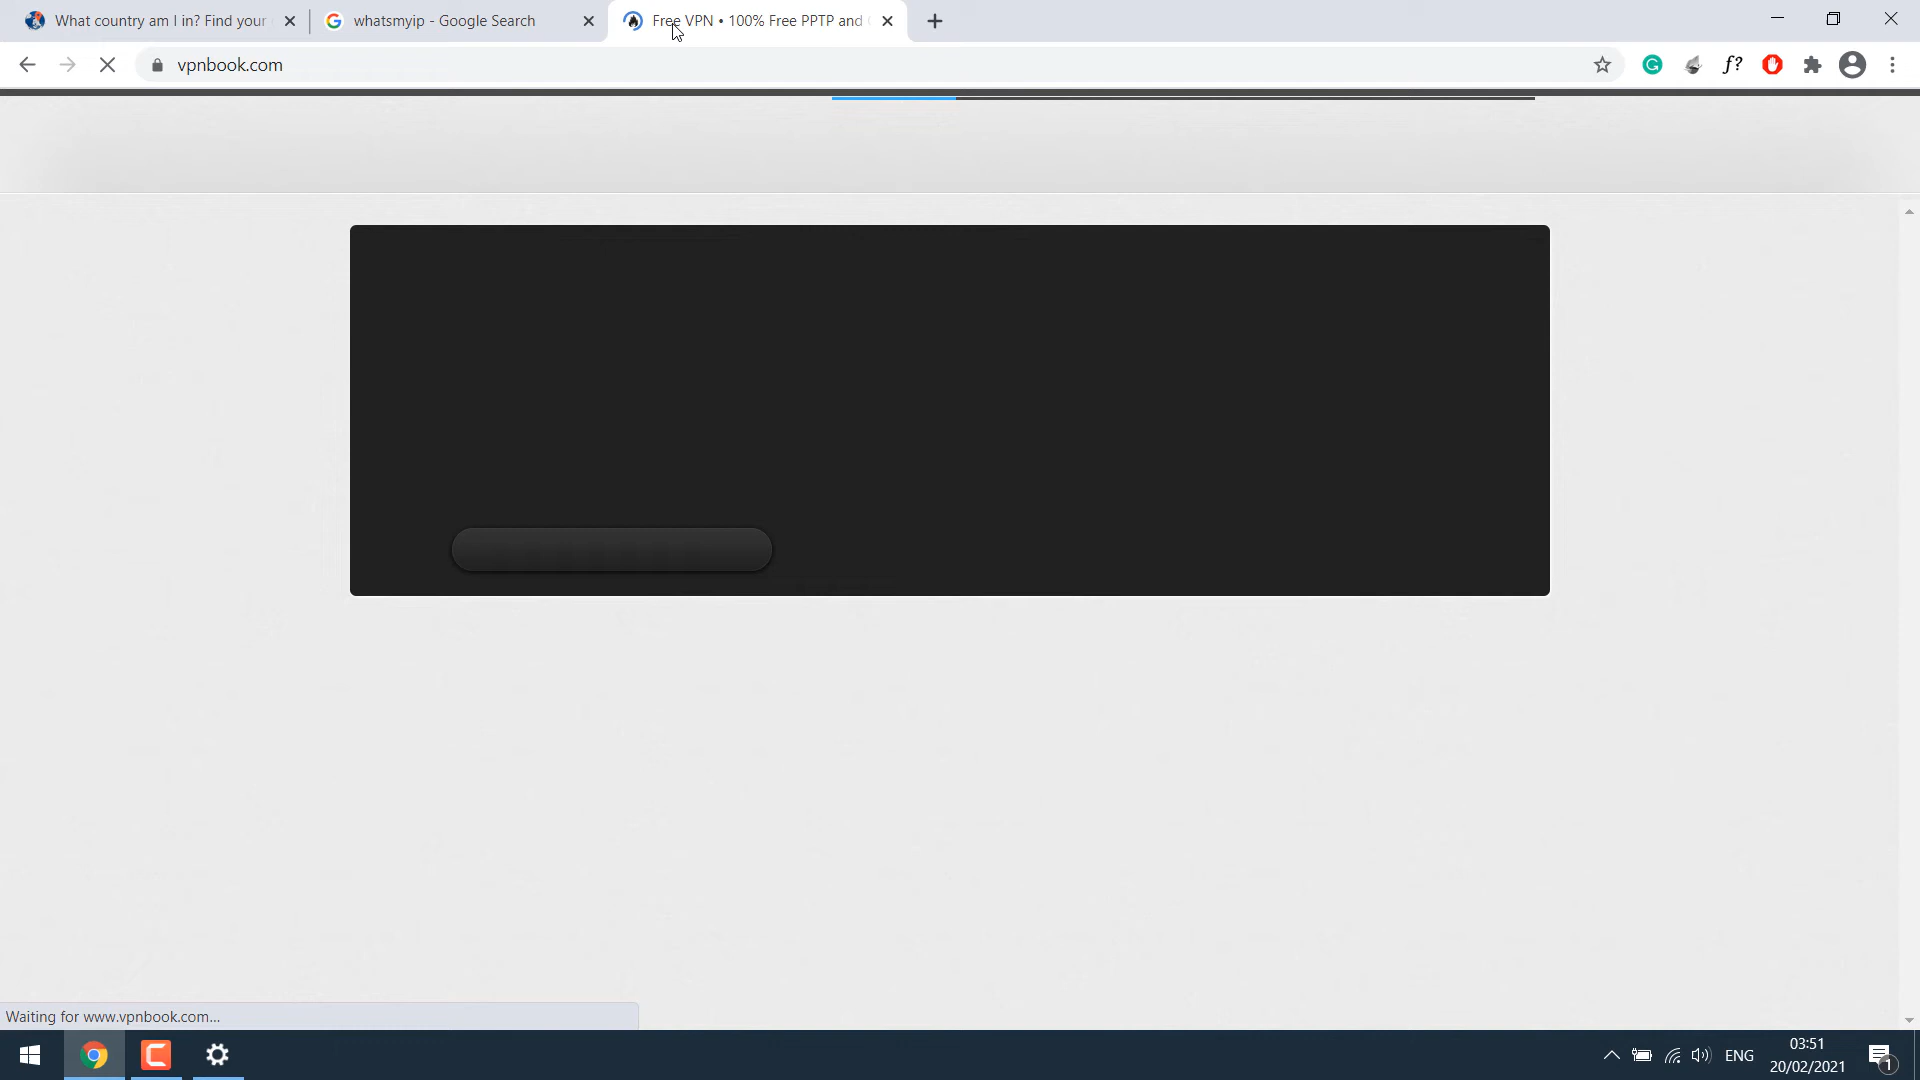 What country am I in? Find your
whatsmyip - Google Search
Free VPN • 100% Free PPTP and
vpnbook.com
f?
Waiting for www.vpnbook.com...
ENG
03:51
20/02/2021
1